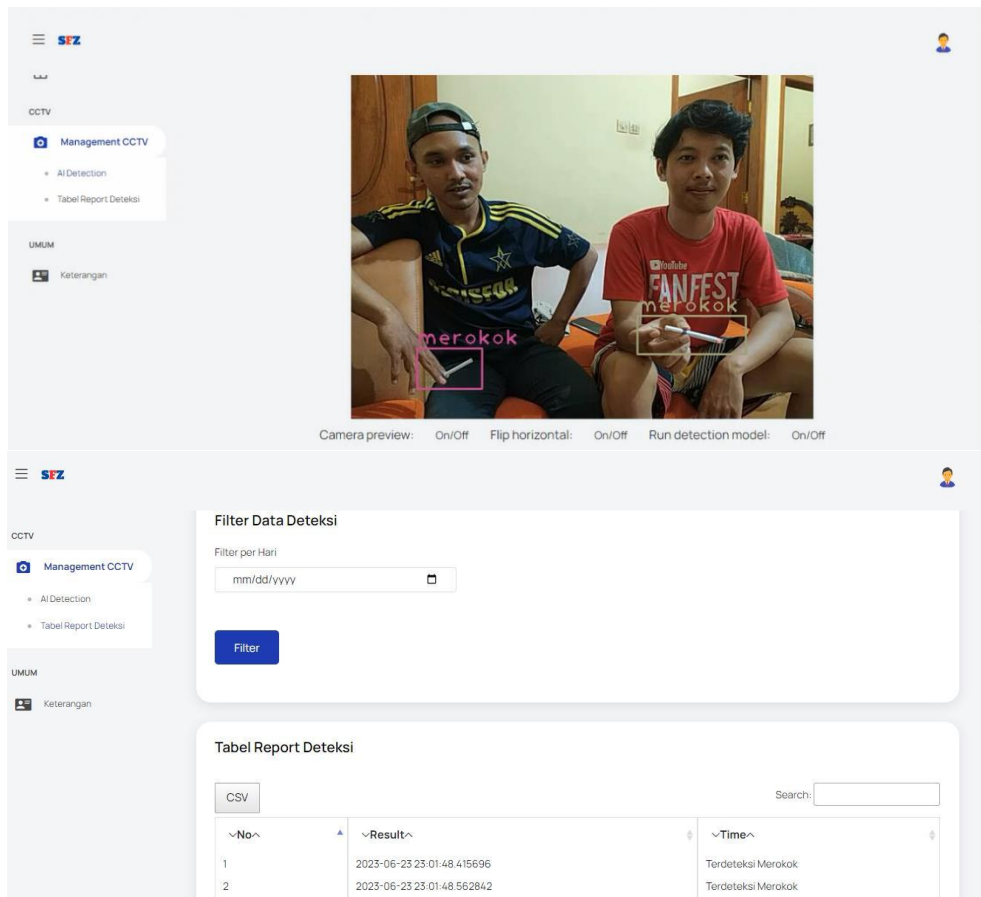 SEZ
CCTV
Management CCTV
AI Detection
Tabel Report Deteksi
UMUM
Keterangan
YouTube
FANFEST
merokok
merokok
Camera preview: On/Off Flip horizontal: On/Off Run detection model: On/Off
SEZ
CCTV
Management CCTV
AI Detection
Tabel Report Deteksi
UMUM
Keterangan
Filter Data Deteksi
Filter per Hari
mm/dd/yyyy
Filter
Tabel Report Deteksi
CSV
Search:
No Result Time
1 2023-06-23 23:01:48.415696 Terdeteksi Merokok
2 2023-06-23 23:01:48.562842 Terdeteksi Merokok